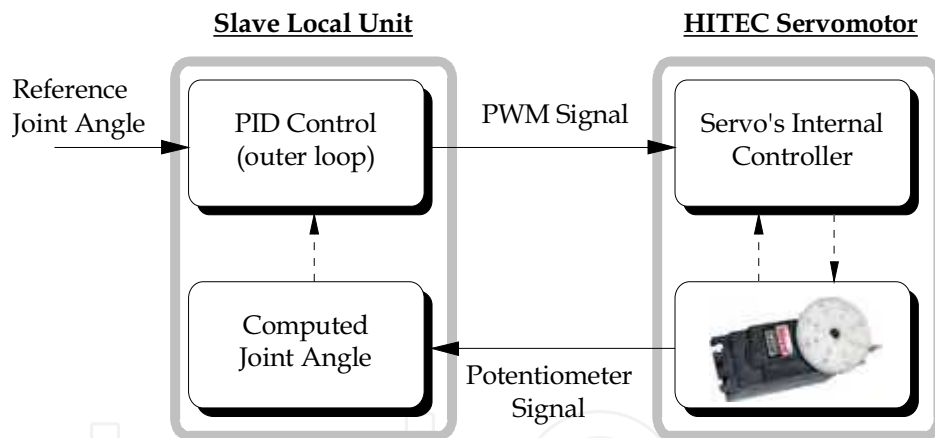 Slave Local Unit
HITEC Servomotor
Reference
Joint Angle
PID Control
(outer loop)
PWM Signal
Servo's Internal
Controller
Computed
Joint Angle
Potentiometer
Signal